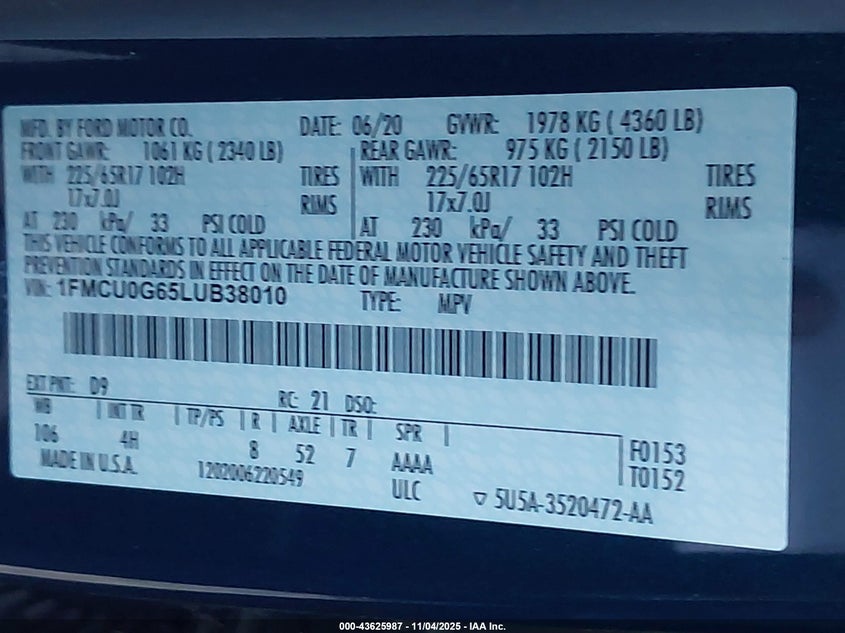 MFD. BY FORD MOTOR CO. DATE: 06/20 GVWR: 1978 KG ( 4360 LB)
FRONT GAWR: 1061 KG ( 2340 LB) REAR GAWR: 975 KG ( 2150 LB)
WITH 225/65R17 102H TIRES WITH 225/65R17 102H TIRES
17x7.0J RIMS 17x7.0J RIMS
AT 230 kPa/ 33 PSI COLD AT 230 kPa/ 33 PSI COLD
THIS VEHICLE CONFORMS TO ALL APPLICABLE FEDERAL MOTOR VEHICLE SAFETY AND THEFT
PREVENTION STANDARDS IN EFFECT ON THE DATE OF MANUFACTURE SHOWN ABOVE.
VIN: 1FMCU0G65LUB38010 TYPE: MPV
EXT PNT: D9 RC: 21 DSO:
WB | INT TR | TP/PS | R | AXLE | TR | SPR |
106 4H 8 52 7 AAAA F0153
MADE IN U.S.A. 1202006220549 ULC T0152
▽ 5U5A-3520472-AA
000-43625987 - 11/04/2025 - IAA Inc.